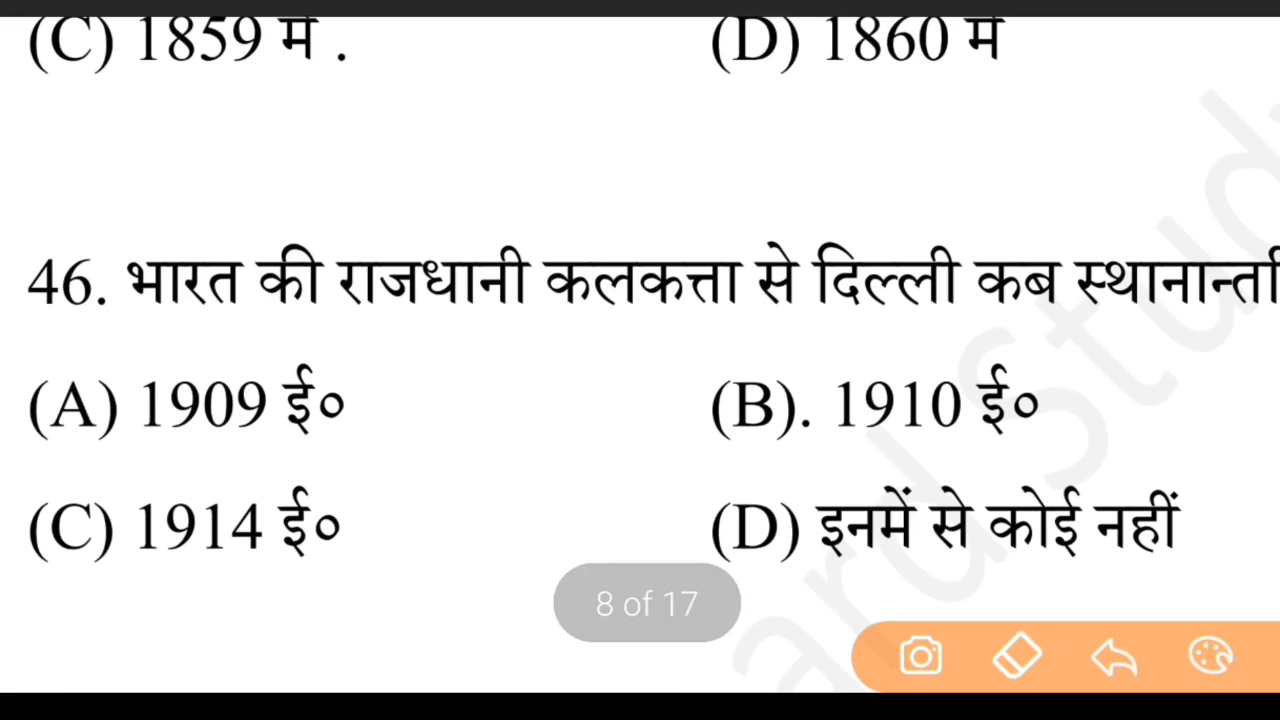 (C) 1859 में . (D) 1860 में
46. भारत की राजधानी कलकत्ता से दिल्ली कब
(A) 1909 ई० (B). 1910 ई०
(C) 1914 ई० (D) इनमें से कोई नहीं
8 of 17